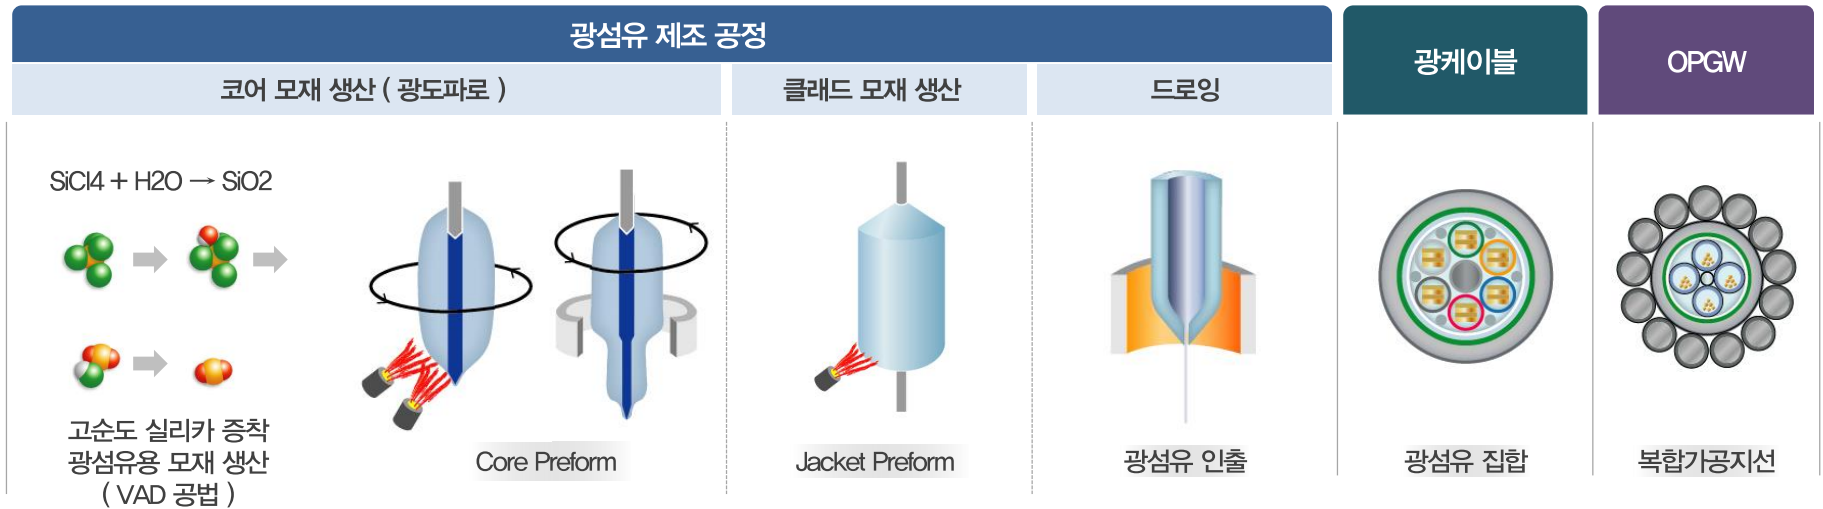 광섬유 제조 공정
광케이블
OPGW
코어 모재 생산 ( 광도파로 )
클래드 모재 생산
드로잉
SiCl4 + H2O → SiO2
고순도 실리카 증착
광섬유용 모재 생산
( VAD 공법 )
Core Preform
Jacket Preform
광섬유 인출
광섬유 집합
복합가공지선